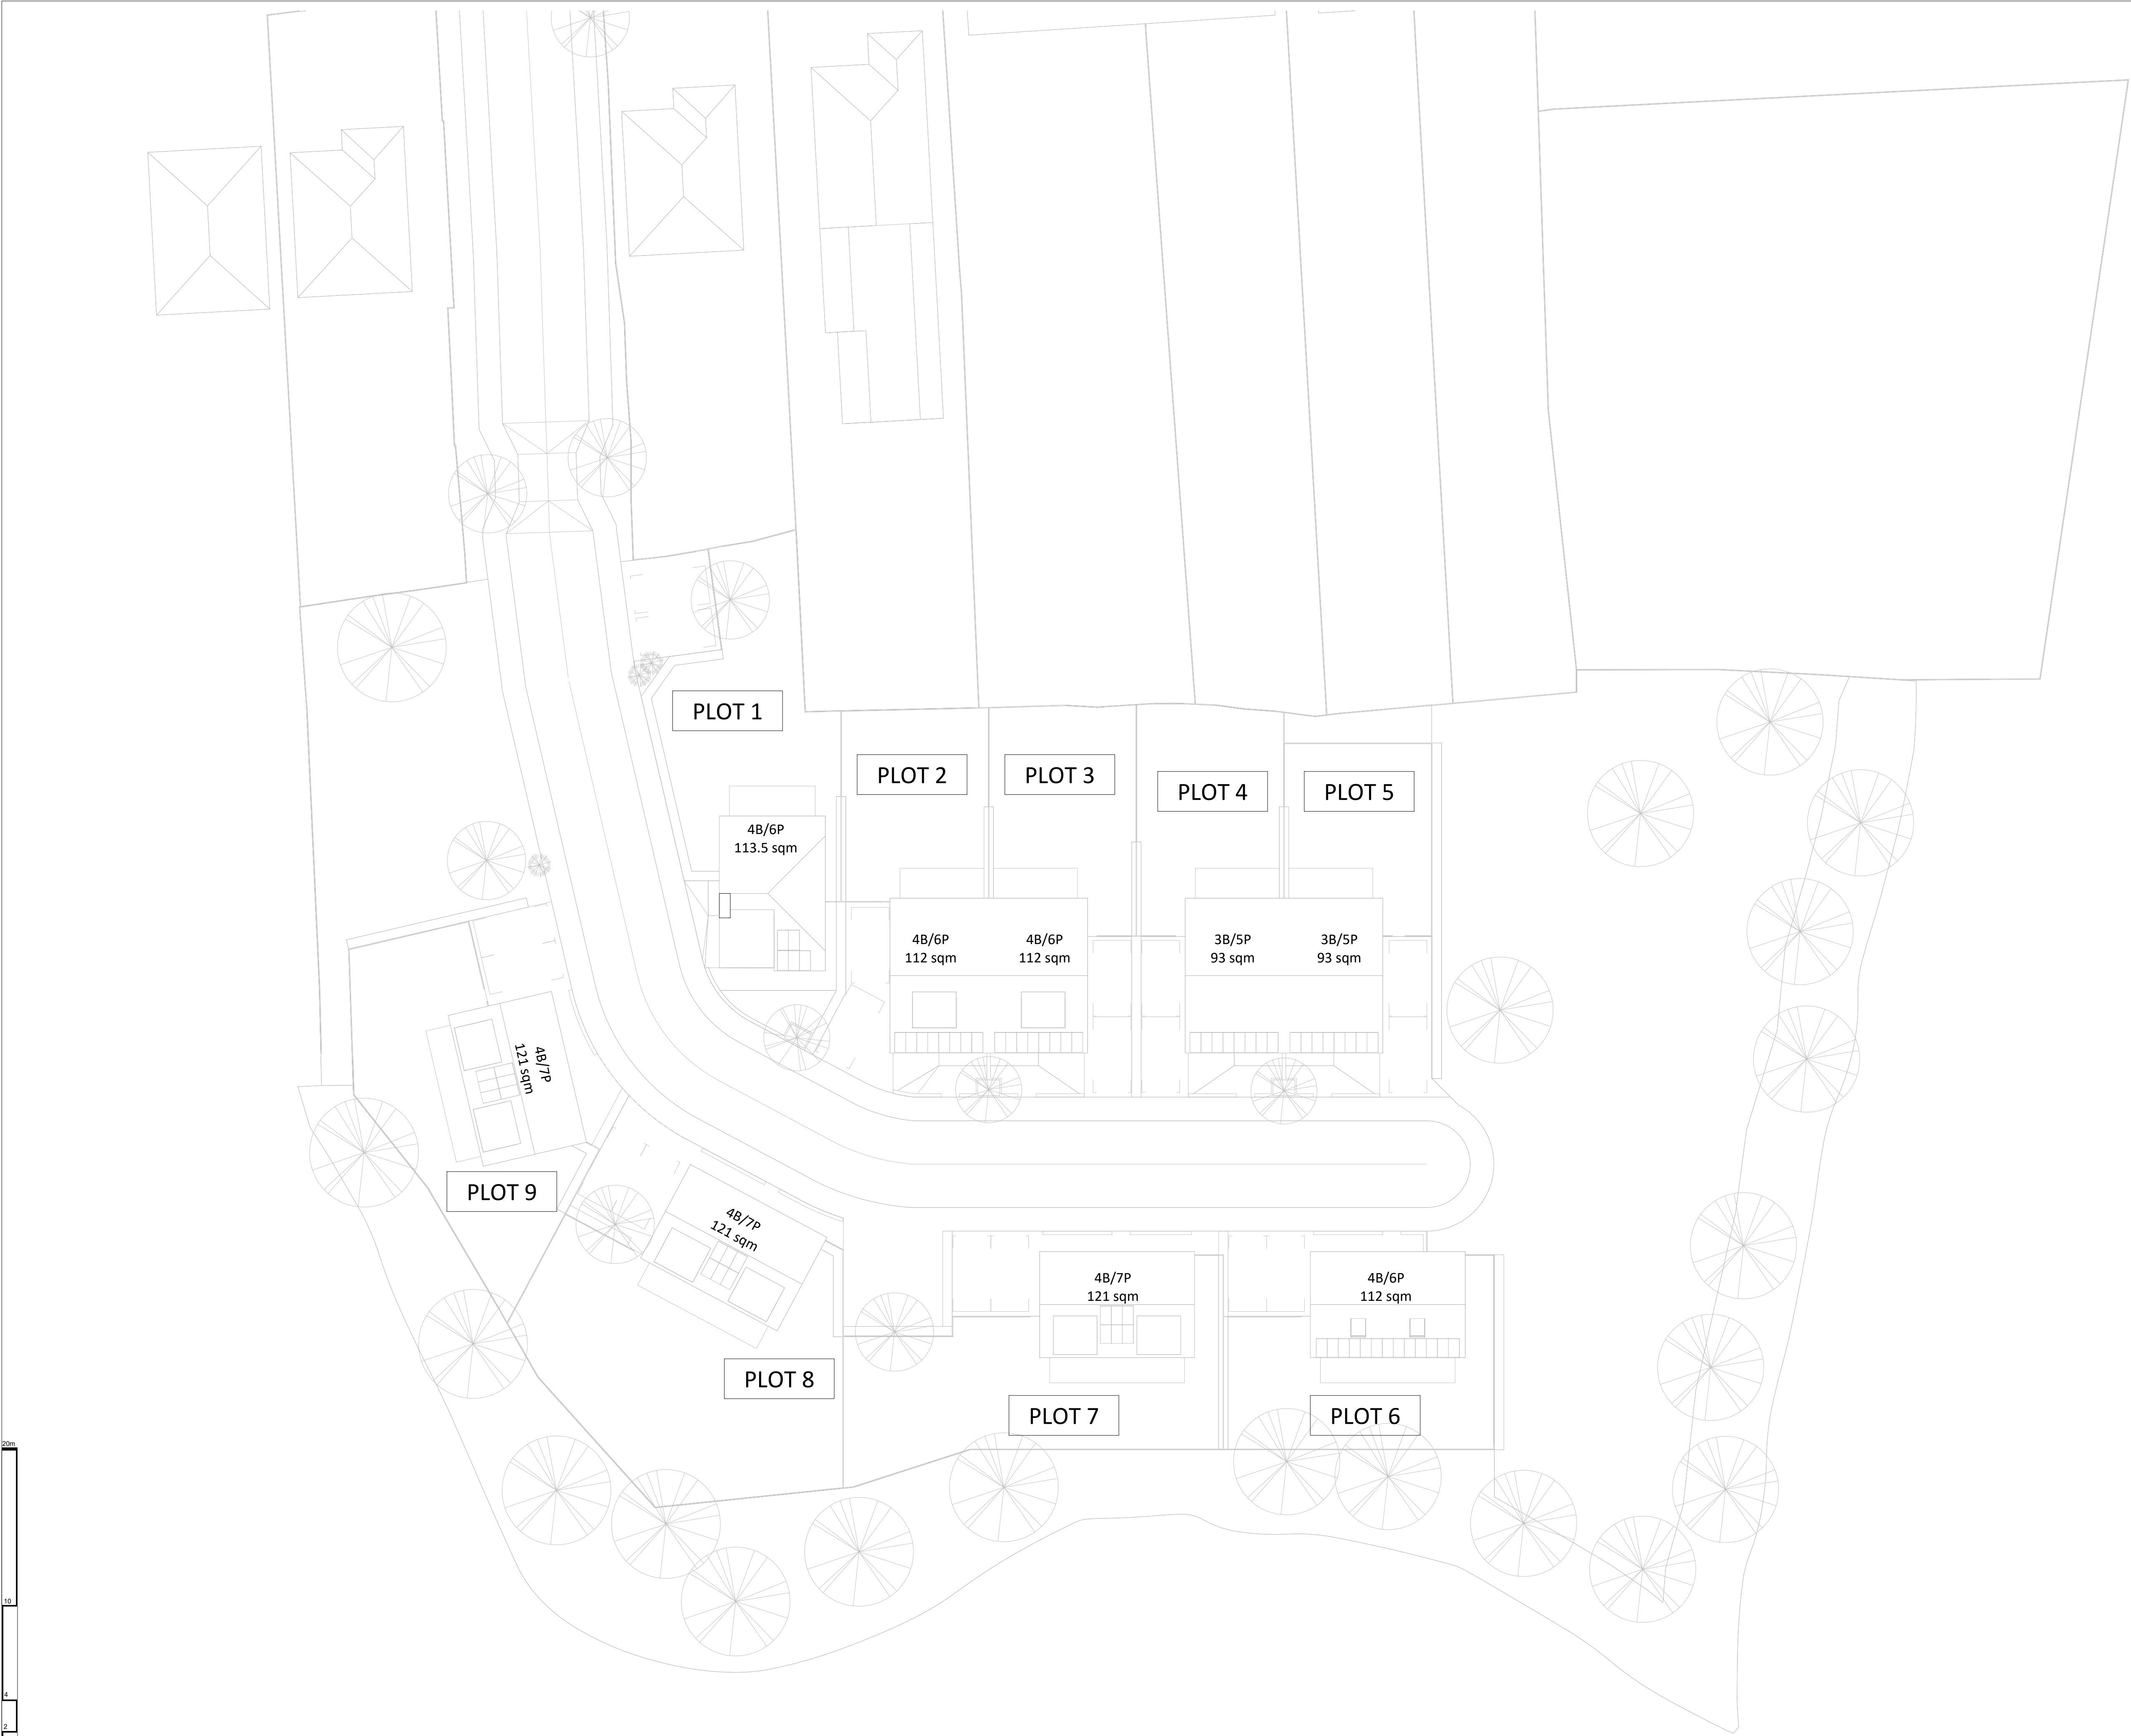 PLOT 1
PLOT 2
PLOT 3
PLOT 4
PLOT 5
4B/6P
113.5 sqm
4B/6P
112 sqm
4B/6P
112 sqm
3B/5P
93 sqm
3B/5P
93 sqm
4B/7P
121 sqm
PLOT 9
4B/7P
121 sqm
4B/7P
121 sqm
4B/6P
112 sqm
PLOT 8
PLOT 7
PLOT 6
20m
10
4
2